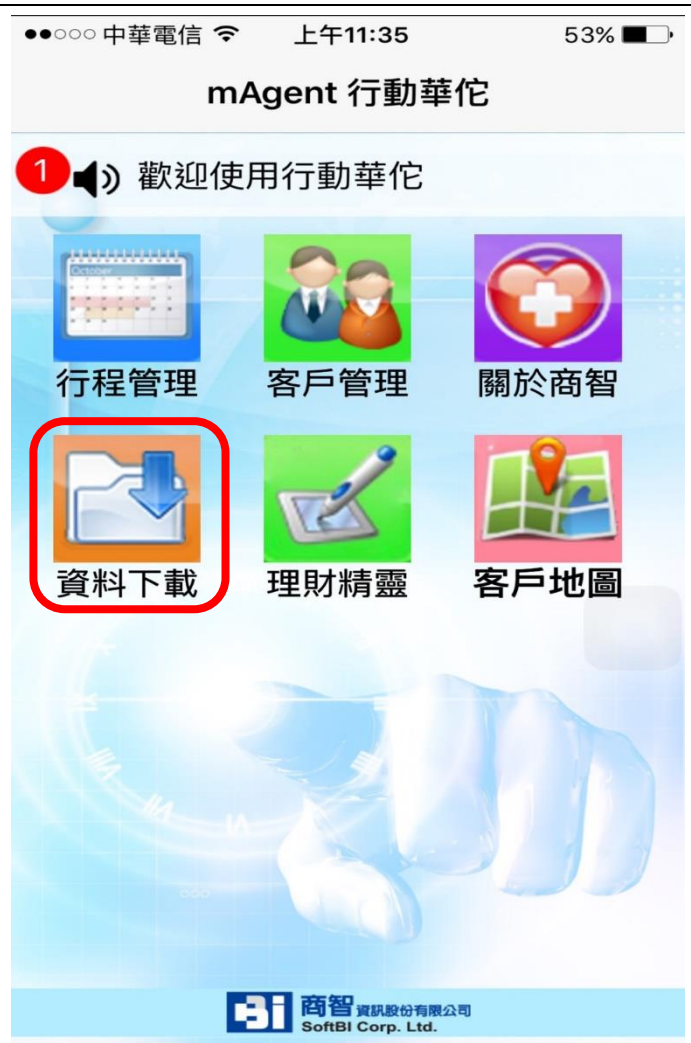 中華電信 上午11:35 53%
mAgent 行動華佗
1 歡迎使用行動華佗
October
行程管理 客戶管理 關於商智
資料下載 理財精靈 客戶地圖
商智 資訊股份有限公司
SoftBI Corp. Ltd.